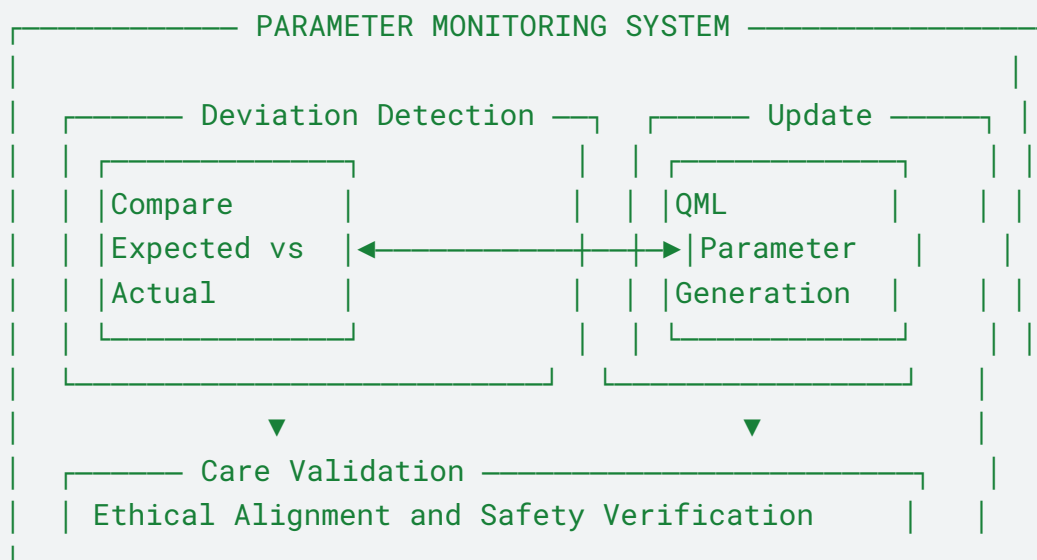 PARAMETER MONITORING SYSTEM
Deviation Detection Update
Compare QML
Expected vs Parameter
Actual Generation
Care Validation
Ethical Alignment and Safety Verification